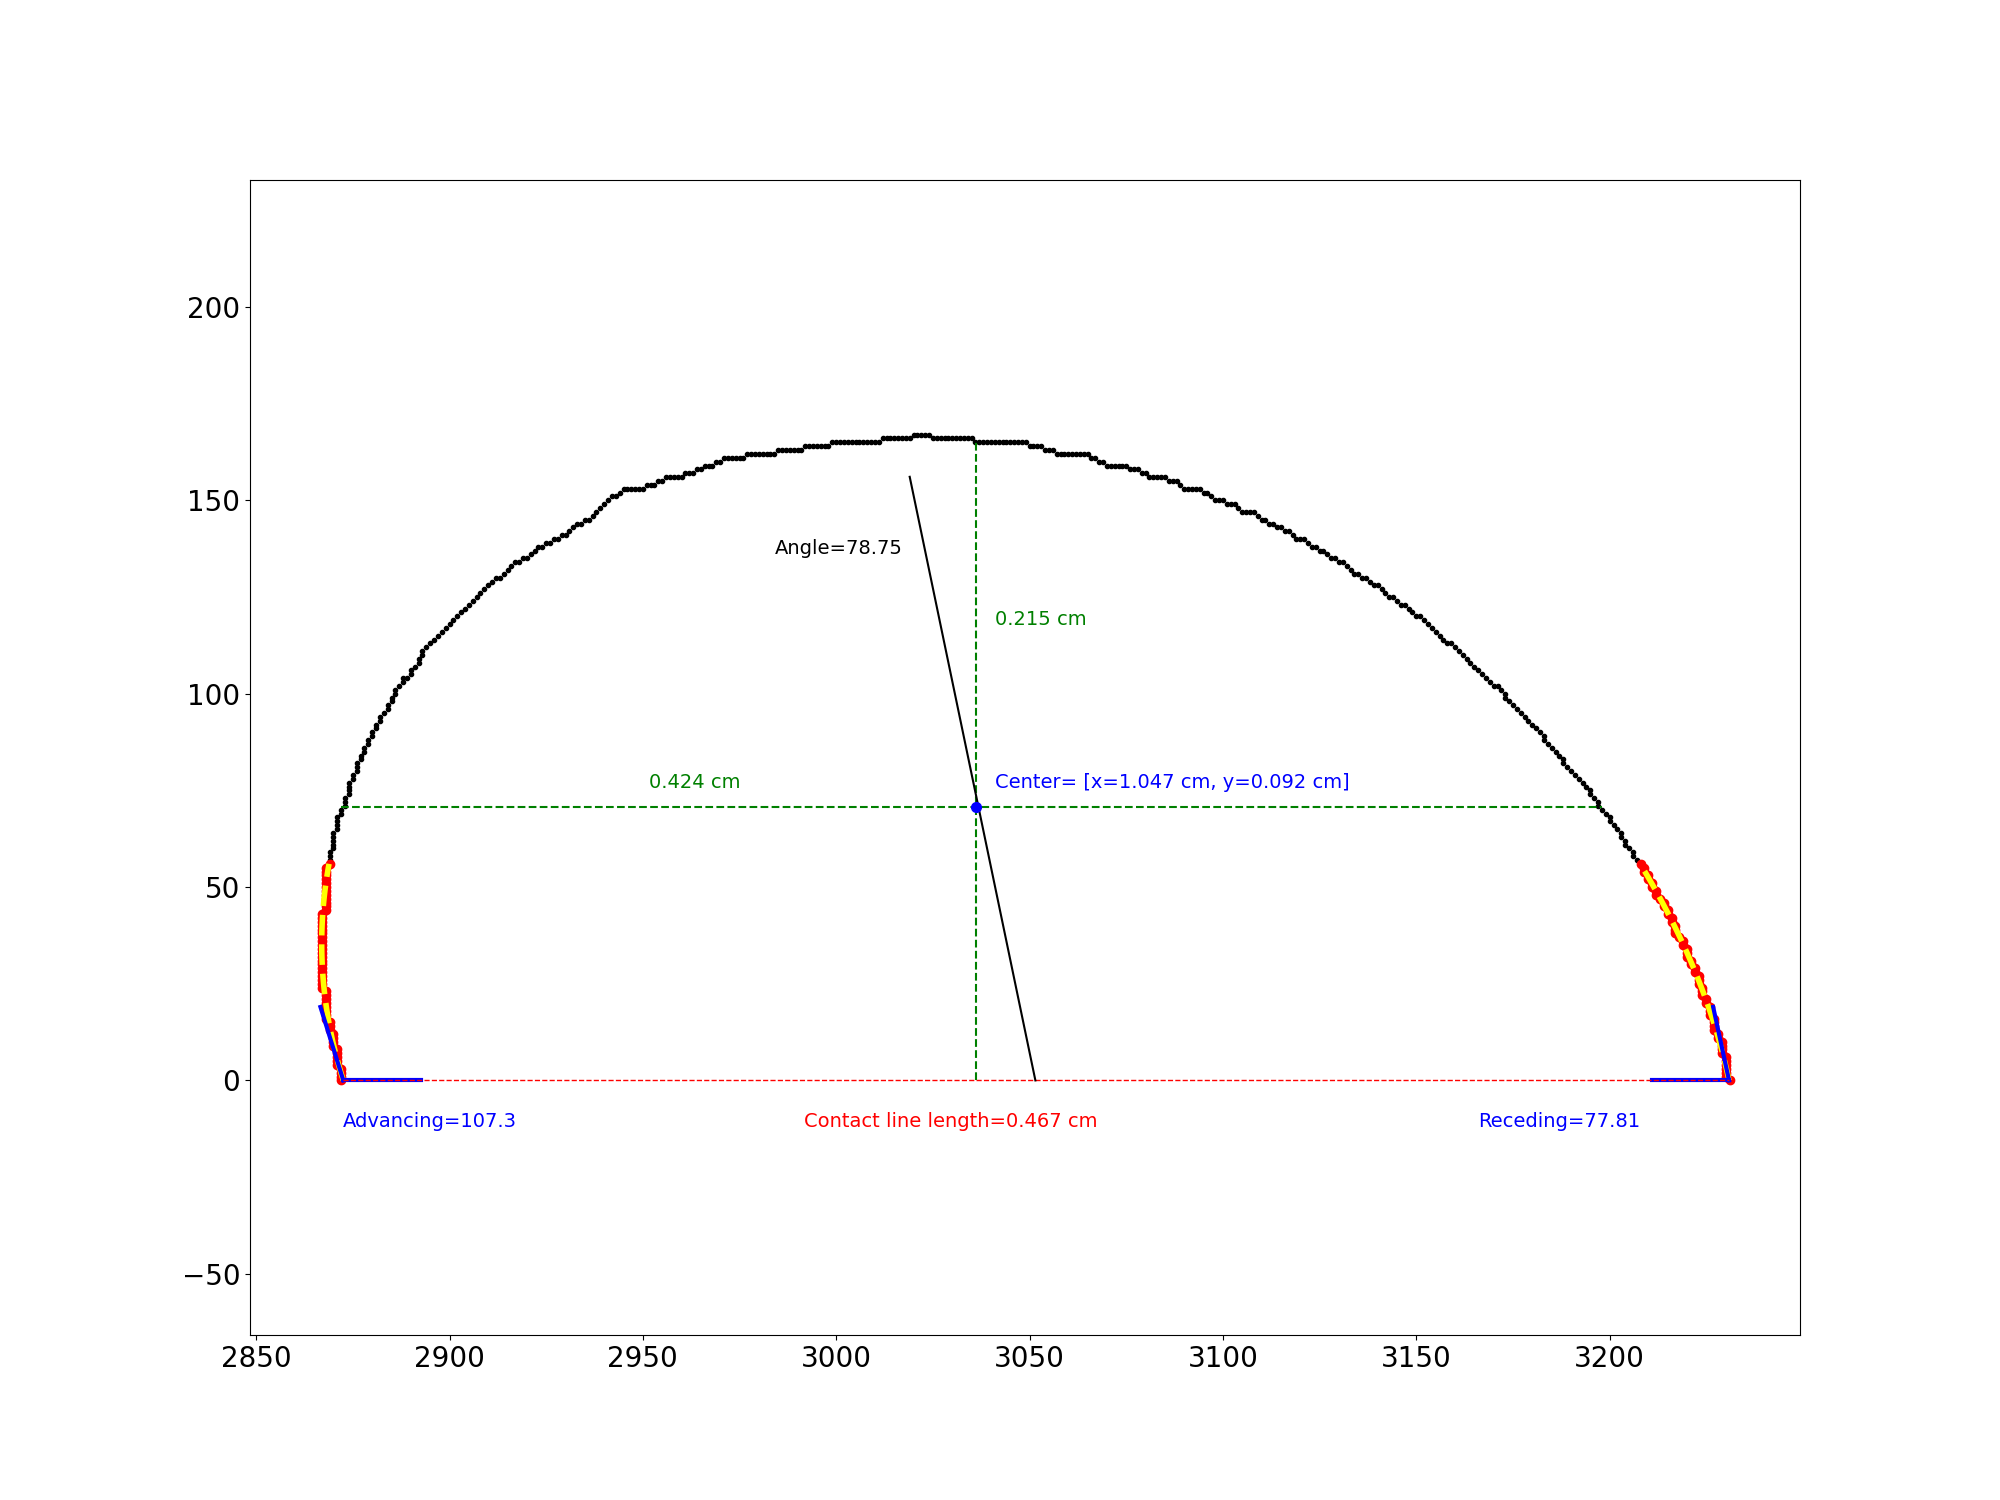 200
150
Angle=78.75
0.215 cm
100
0.424 cm
Center= [x=1.047 cm, y=0.092 cm]
50
0
Advancing=107.3
Contact line length=0.467 cm
Receding=77.81
−50
2850 2900 2950 3000 3050 3100 3150 3200